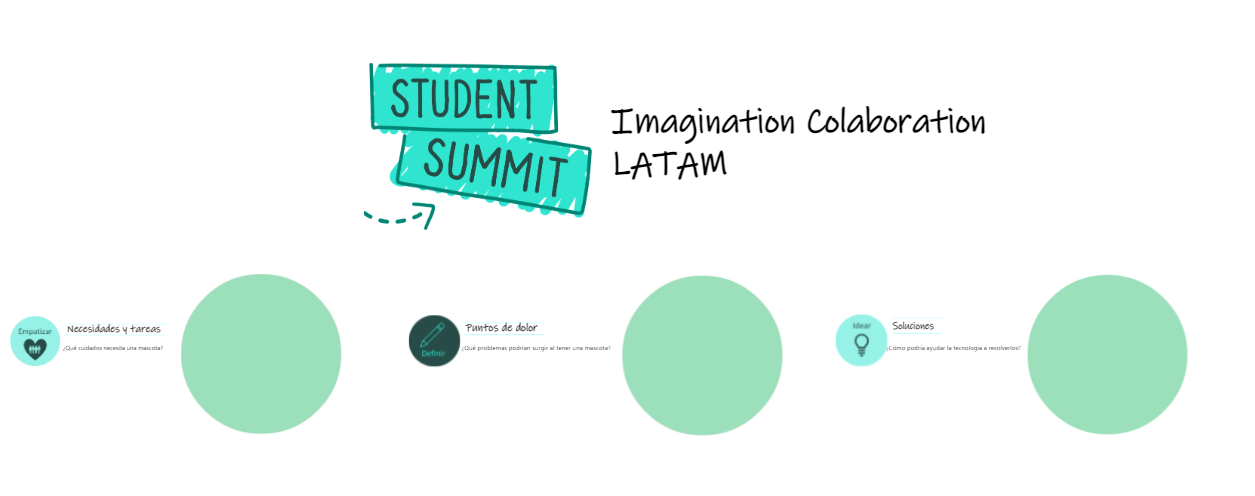 STUDENT
SUMMIT
Imagination Colaboration
LATAM
Empatizar
Necesidades y tareas
¿Qué cuidados necesita una mascota?
Definir
Puntos de dolor
¿Qué problemas podrían surgir al tener una mascota?
Idear
Soluciones
¿Cómo podría ayudar la tecnología a resolverlos?